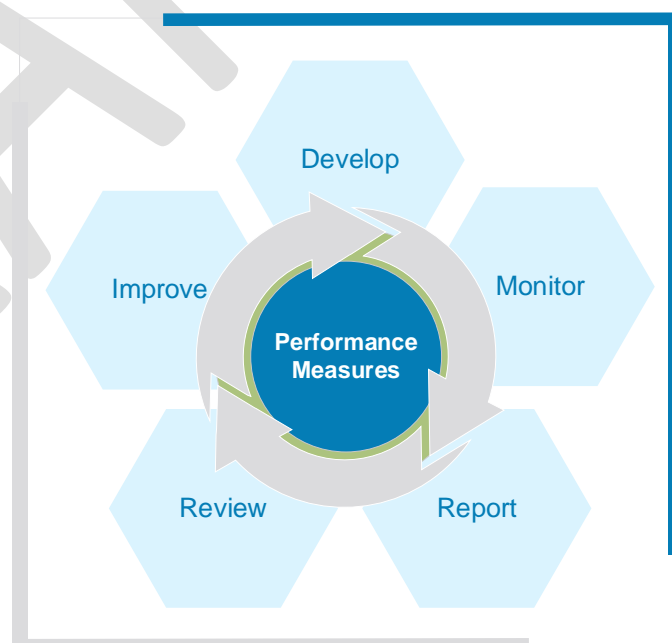 Develop
Monitor
Improve
Performance
Measures
Review
Report